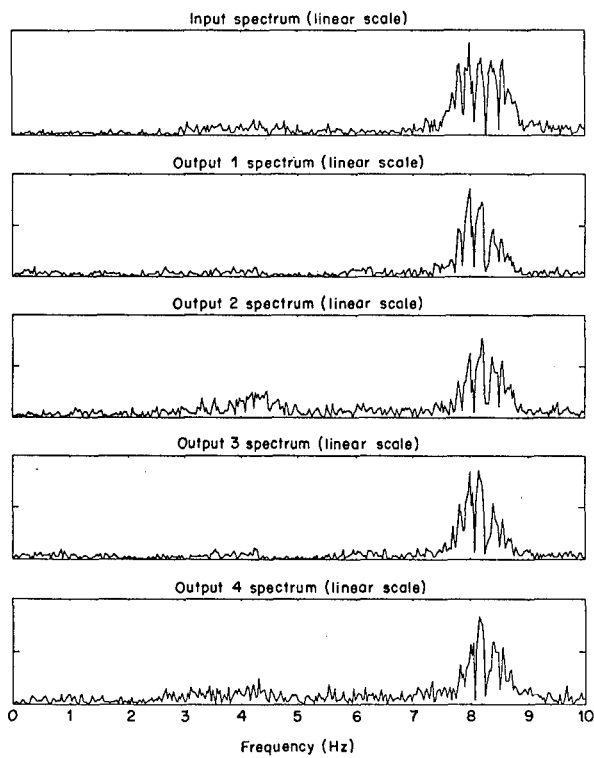 Input spectrum (linear scale)
Output 1 spectrum (linear scale)
Output 2 spectrum (linear scale)
Output 3 spectrum (linear scale)
Output 4 spectrum (linear scale)
0 1 2 3 4 5 6 7 8 9 10
Frequency (Hz)